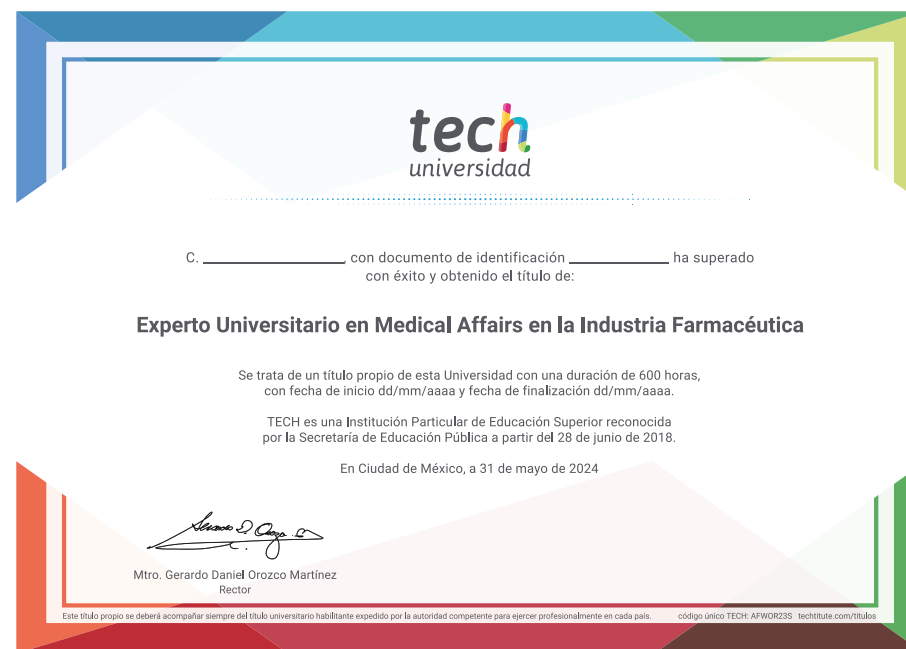 tech
universidad
C. ____________, con documento de identificación ____________ ha superado
con éxito y obtenido el título de:
Experto Universitario en Medical Affairs en la Industria Farmacéutica
Se trata de un título propio de esta Universidad con una duración de 600 horas,
con fecha de inicio dd/mm/aaaa y fecha de finalización dd/mm/aaaa.
TECH es una Institución Particular de Educación Superior reconocida
por la Secretaría de Educación Pública a partir del 28 de junio de 2018.
En Ciudad de México, a 31 de mayo de 2024
Mtro. Gerardo Daniel Orozco Martínez
Rector
Este título propio se deberá acompañar siempre del título universitario habilitante expedido por la autoridad competente para ejercer profesionalmente en cada país. código único TECH: AFWOR23S techtitute.com/titulos